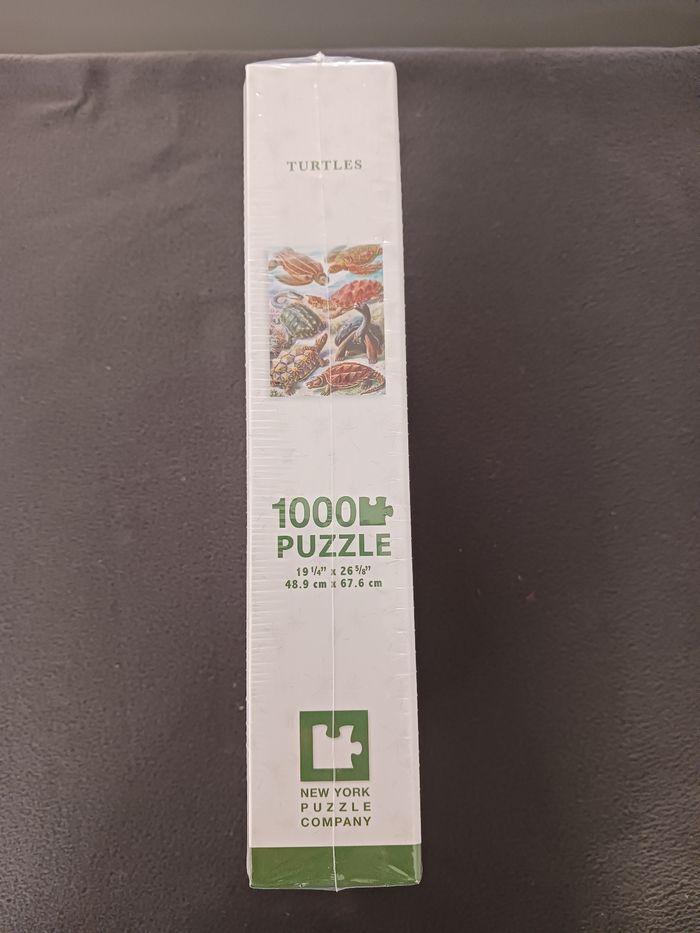 TURTLES
1000
PUZZLE
19 1/4" x 26 5/8"
48.9 cm x 67.6 cm
NEW YORK
PUZZLE
COMPANY